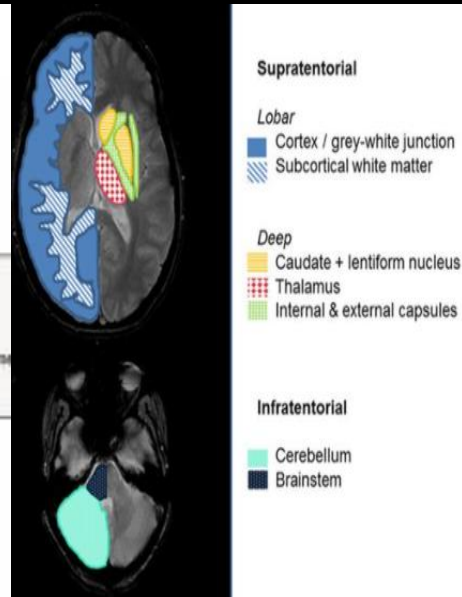 Supratentorial
Lobar
Cortex / grey-white junction
Subcortical white matter
Deep
Caudate + lentiform nucleus
Thalamus
Internal & external capsules
Infratentorial
Cerebellum
Brainstem